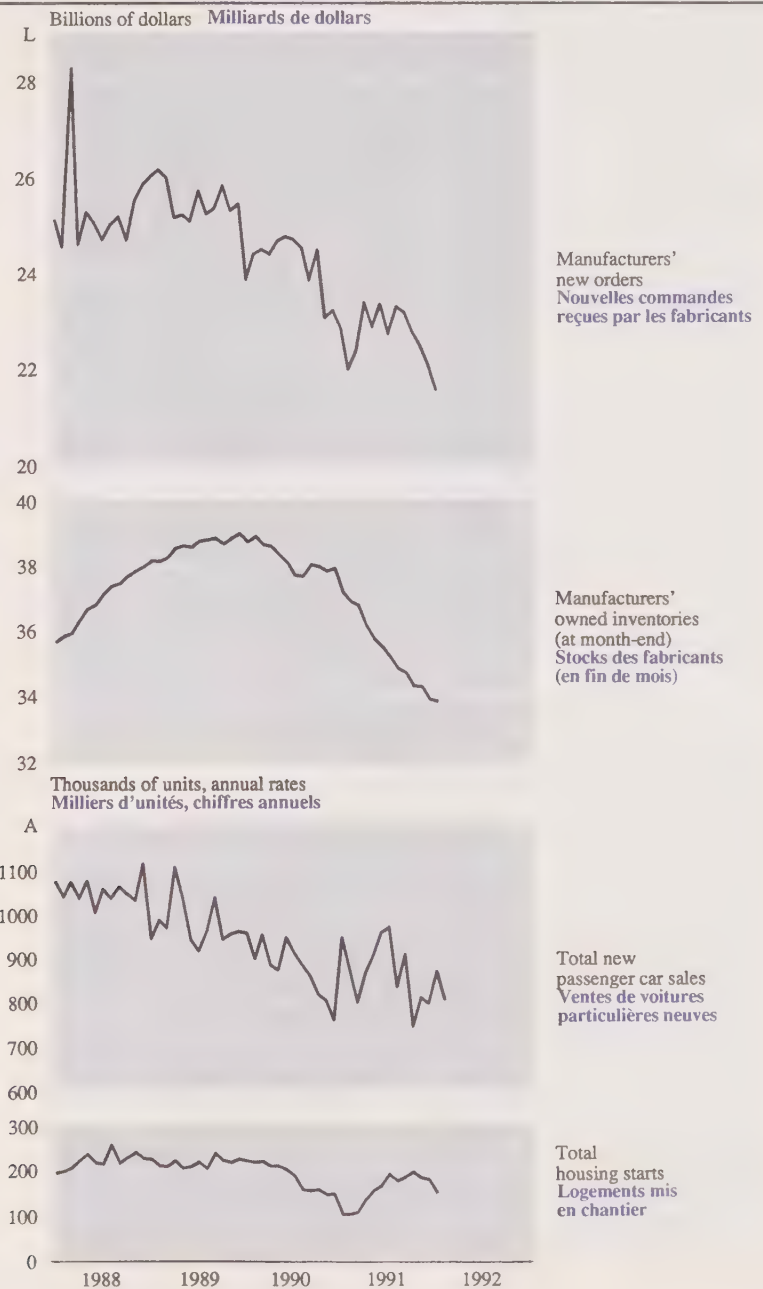 Billions of dollars Milliards de dollars
L
28
26
24
22
20
Manufacturers'
new orders
Nouvelles commandes
reçues par les fabricants
40
38
36
34
32
Manufacturers'
owned inventories
(at month-end)
Stocks des fabricants
(en fin de mois)
Thousands of units, annual rates
Milliers d'unités, chiffres annuels
A
1100
1000
900
800
700
600
Total new
passenger car sales
Ventes de voitures
particulières neuves
300
200
100
0
Total
housing starts
Logements mis
en chantier
1988 1989 1990 1991 1992